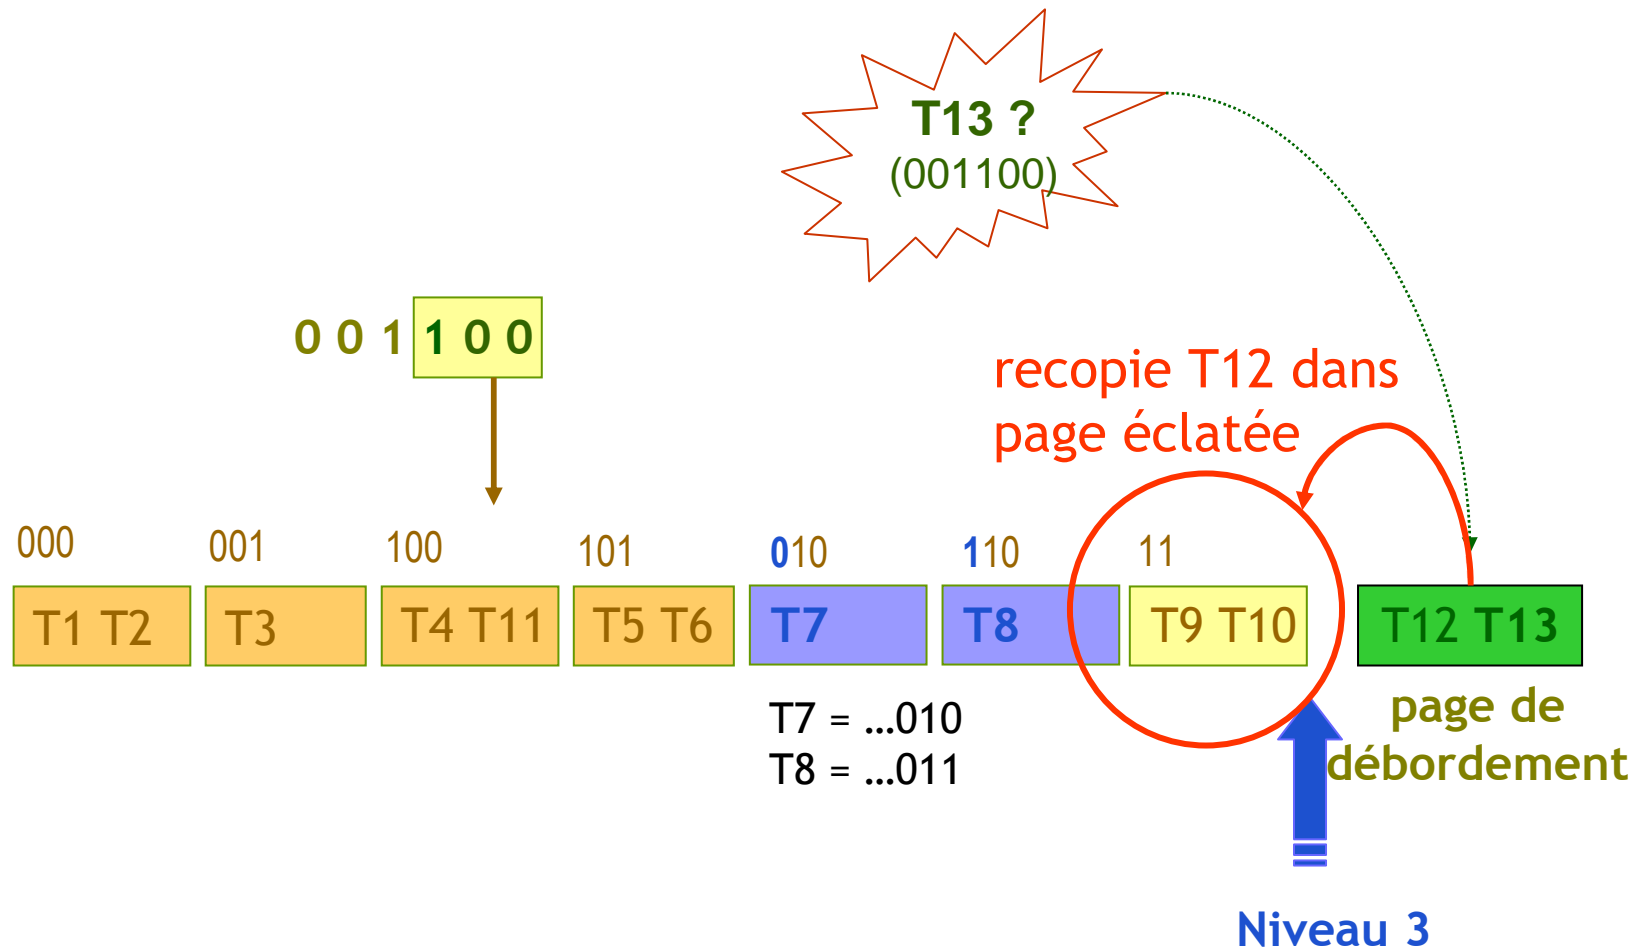 T13 ?
(001100)
0 0 1 1 0 0
recopie T12 dans
page éclatée
000 001 100 101 010 110 11
T1 T2 T3 T4 T11 T5 T6 T7 T8 T9 T10 T12 T13
T7 = ...010
T8 = ...011
page de
débordement
Niveau 3